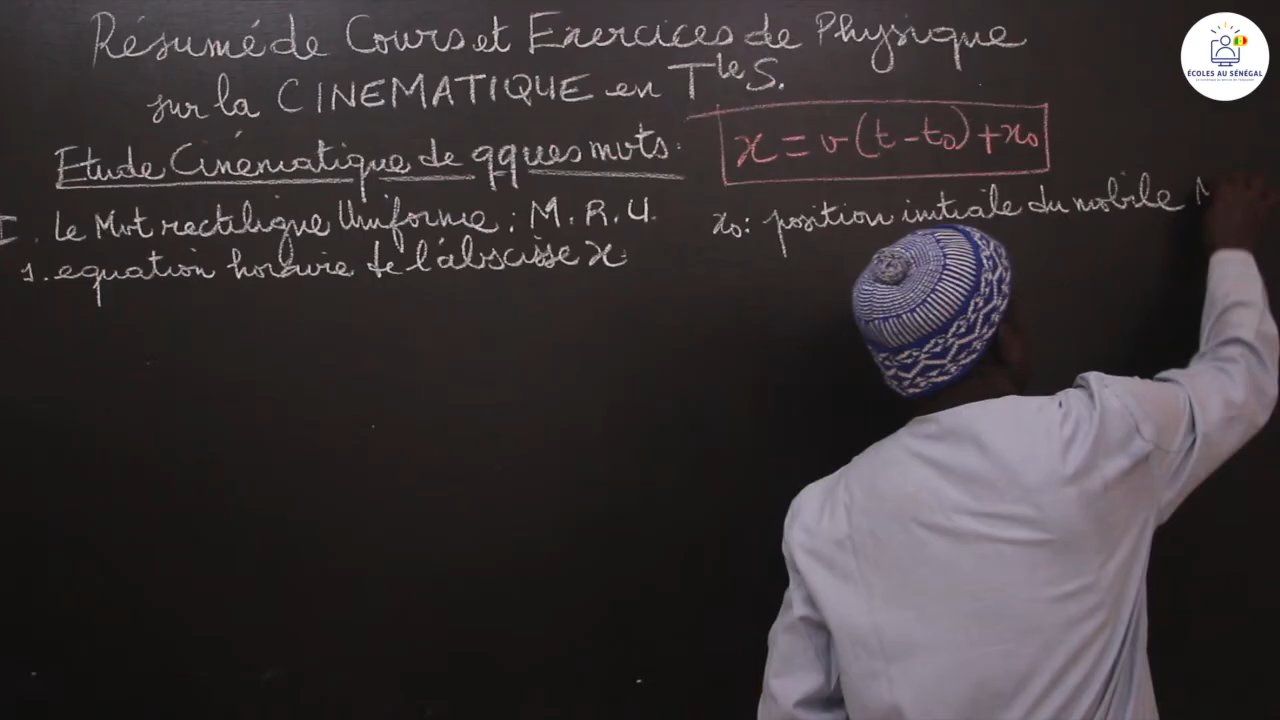 Résumé de Cours et Exercices de Physique
sur la CINEMATIQUE en Tle S.
Etude Cinématique de qques mvts.
I. Le Mvt rectiligne Uniforme : M. R. U.
1. equation horaire de l'abscisse x
x = v(t - t0) + x0
x0 : position initiale du mobile M
ÉCOLES AU SÉNÉGAL